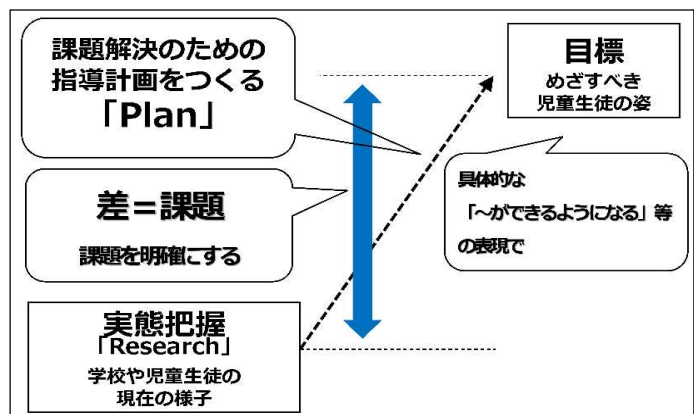 課題解決のための
指導計画をつくる
「Plan」
目標
めざすべき
児童生徒の姿
差＝課題
課題を明確にする
具体的な
「～ができるようになる」等
の表現で
実態把握
「Research」
学校や児童生徒の
現在の様子